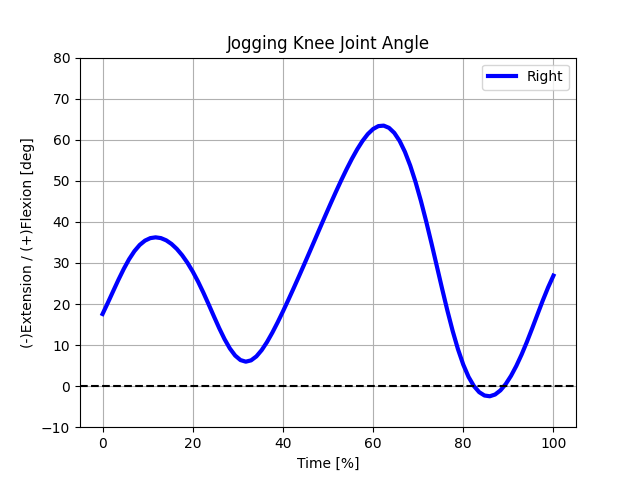 Jogging Knee Joint Angle
Right
(-)Extension / (+)Flexion [deg]
80
70
60
50
40
30
20
10
0
−10
0 20 40 60 80 100
Time [%]